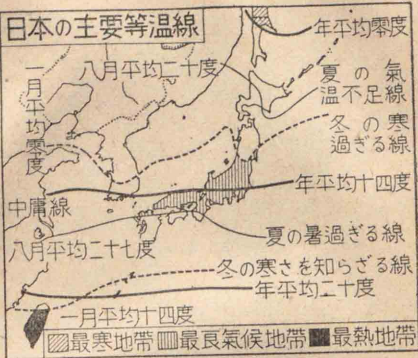 日本の主要等温線
年平均零度
八月平均二十度
夏の氣
温不足線
一月平均零度
冬の寒
過ぎる線
年平均十四度
中庸線
八月平均二十七度
夏の暑過ぎる線
冬の寒さを知らざる線
年平均二十度
一月平均十四度
最寒地帶
最良氣候地帶
最熱地帶